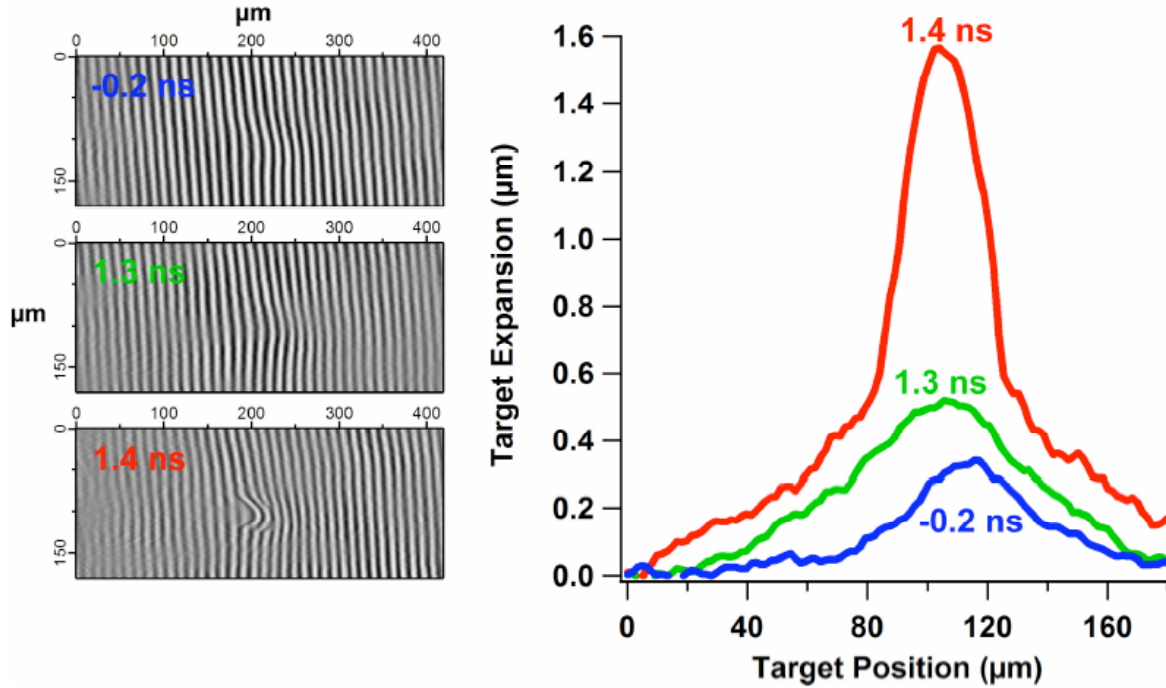 µm
0 100 200 300 400
0
-0.2 ns
150
0 100 200 300 400
0
1.3 ns
µm
150
0 100 200 300 400
0
1.4 ns
150
1.6
1.4
1.2
1.0
0.8
0.6
0.4
0.2
0.0
Target Expansion (µm)
1.4 ns
1.3 ns
-0.2 ns
0 40 80 120 160
Target Position (µm)